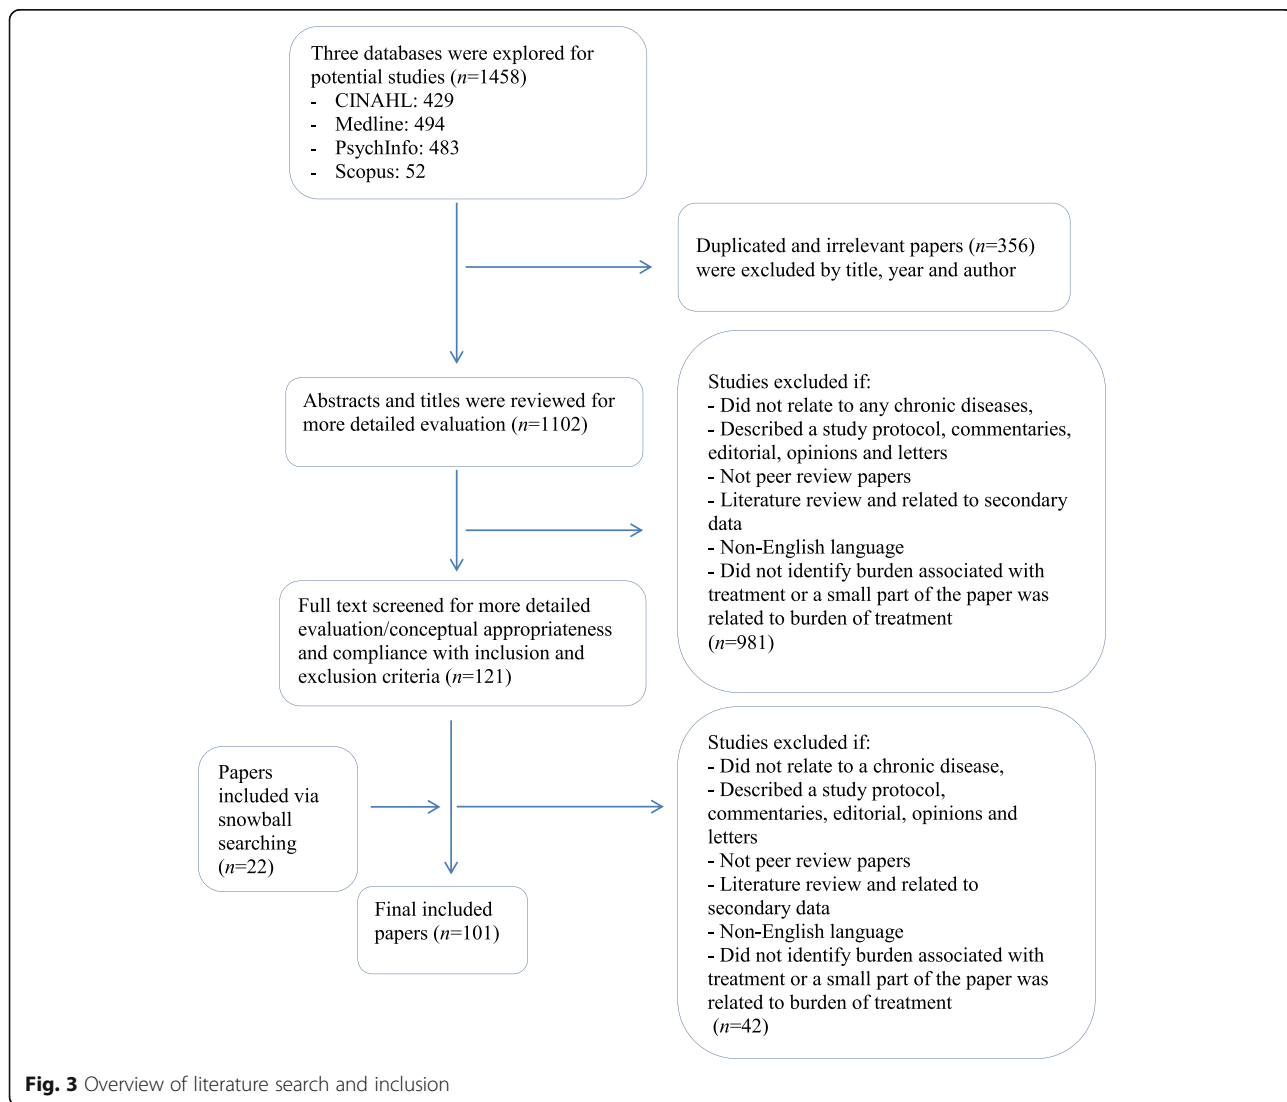 Three databases were explored for
potential studies (n=1458)
- CINAHL: 429
- Medline: 494
- PsychInfo: 483
- Scopus: 52
Duplicated and irrelevant papers (n=356)
were excluded by title, year and author
Abstracts and titles were reviewed for
more detailed evaluation (n=1102)
Studies excluded if:
- Did not relate to any chronic diseases,
- Described a study protocol, commentaries,
editorial, opinions and letters
- Not peer review papers
- Literature review and related to secondary
data
- Non-English language
- Did not identify burden associated with
treatment or a small part of the paper was
related to burden of treatment
(n=981)
Full text screened for more detailed
evaluation/conceptual appropriateness
and compliance with inclusion and
exclusion criteria (n=121)
Papers
included via
snowball
searching
(n=22)
Studies excluded if:
- Did not relate to a chronic disease,
- Described a study protocol,
commentaries, editorial, opinions and
letters
- Not peer review papers
- Literature review and related to
secondary data
- Non-English language
- Did not identify burden associated with
treatment or a small part of the paper was
related to burden of treatment
(n=42)
Final included
papers (n=101)
Fig. 3 Overview of literature search and inclusion